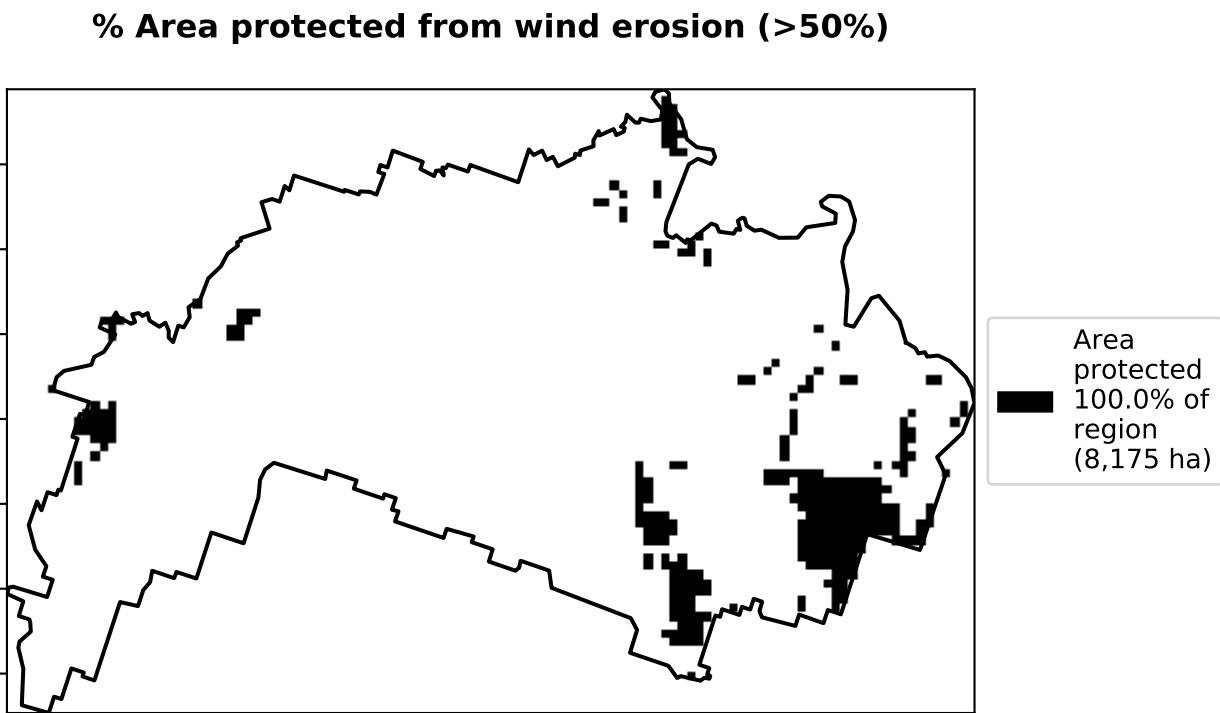 % Area protected from wind erosion (>50%)
Area
protected
100.0% of
region
(8,175 ha)